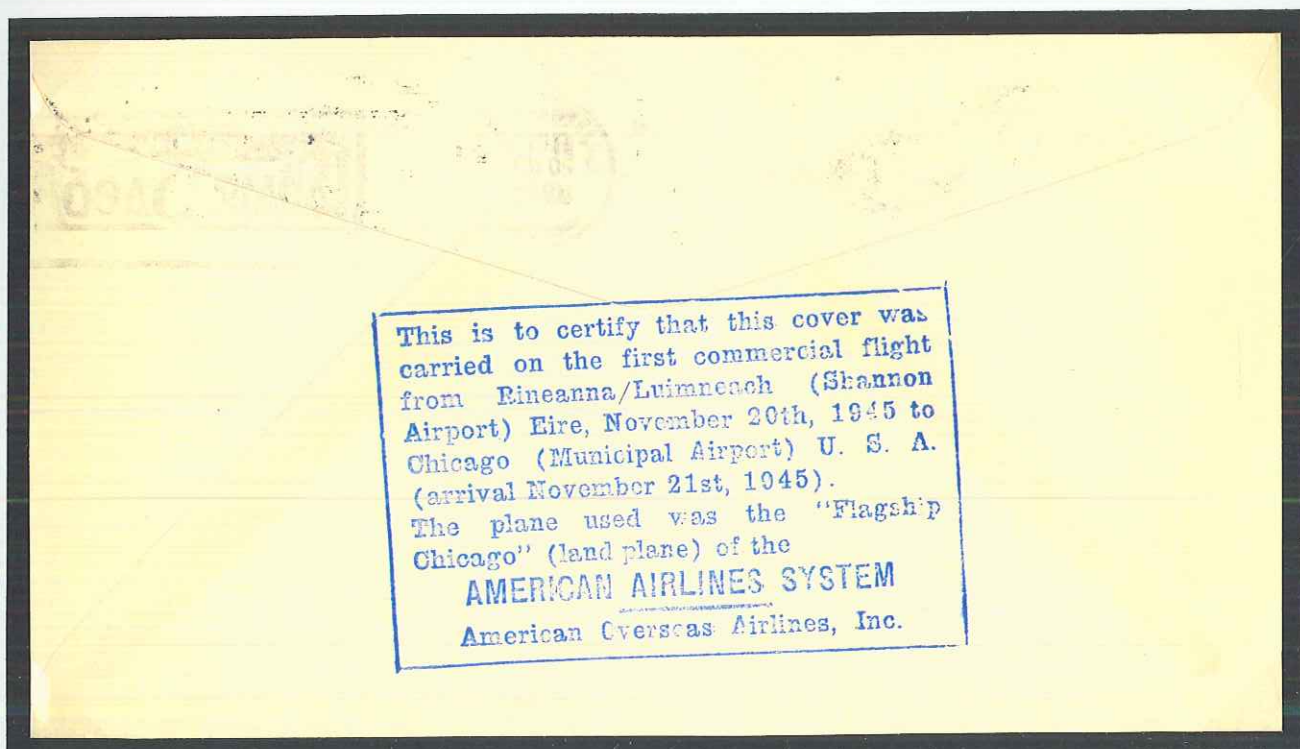 This is to certify that this cover was
carried on the first commercial flight
from Rineanna/Luimneach (Shannon
Airport) Eire, November 20th, 1945 to
Chicago (Municipal Airport) U. S. A.
(arrival November 21st, 1945).
The plane used was the "Flagship
Chicago" (land plane) of the
AMERICAN AIRLINES SYSTEM
American Overseas Airlines, Inc.